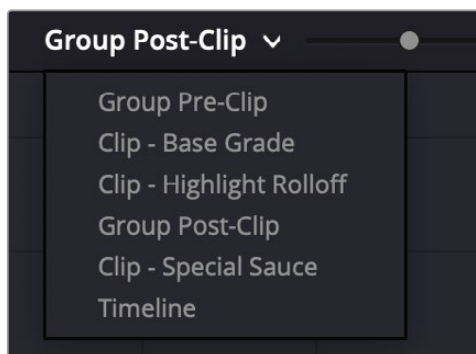 Group Post-Clip
Group Pre-Clip
Clip - Base Grade
Clip - Highlight Rolloff
Group Post-Clip
Clip - Special Sauce
Timeline